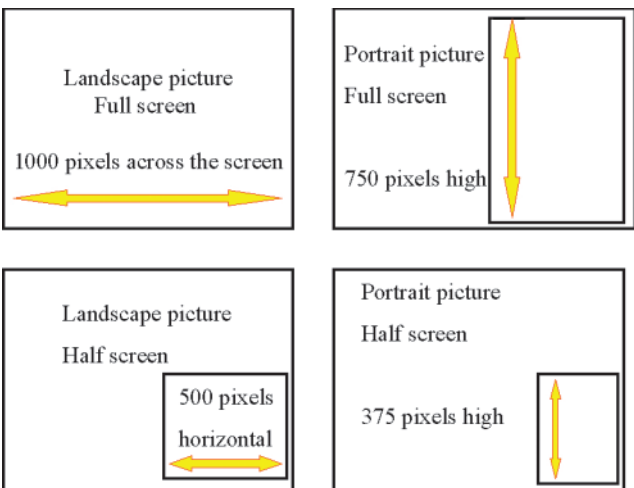 Landscape picture
Full screen
1000 pixels across the screen
Portrait picture
Full screen
750 pixels high
Landscape picture
Half screen
500 pixels
horizontal
Portrait picture
Half screen
375 pixels high